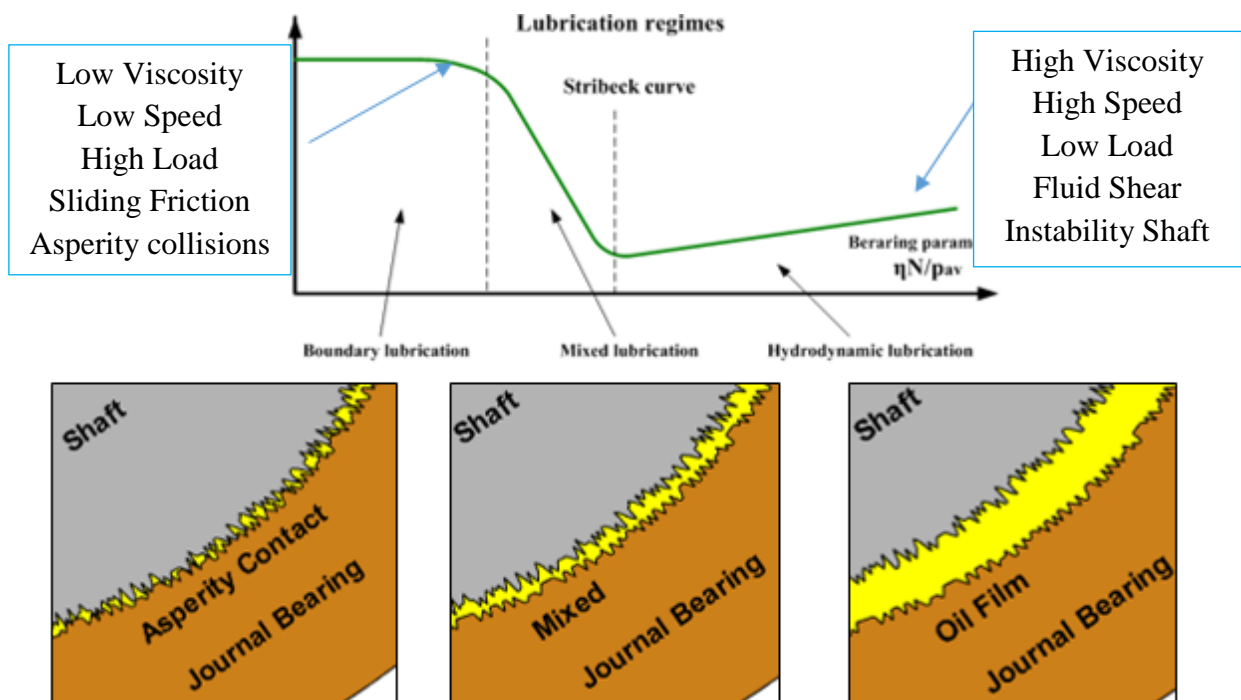 Lubrication regimes
Low Viscosity
Low Speed
High Load
Sliding Friction
Asperity collisions
Stribeck curve
High Viscosity
High Speed
Low Load
Fluid Shear
Instability Shaft
Beraring param
ηN/pav
Boundary lubrication
Mixed lubrication
Hydrodynamic lubrication
Shaft
Asperity Contact
Journal Bearing
Shaft
Mixed
Journal Bearing
Shaft
Oil Film
Journal Bearing